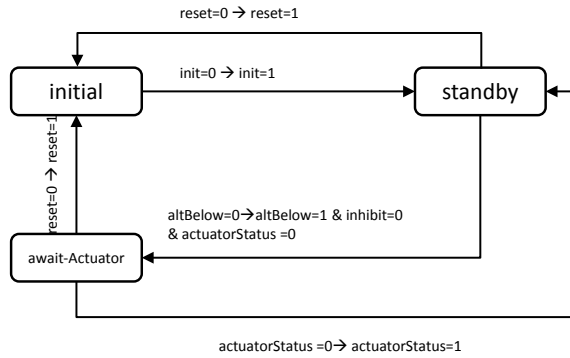 reset=0 → reset=1
initial
init=0 → init=1
standby
reset=0 → reset=1
altBelow=0→altBelow=1 & inhibit=0
& actuatorStatus =0
await-Actuator
actuatorStatus =0→ actuatorStatus=1